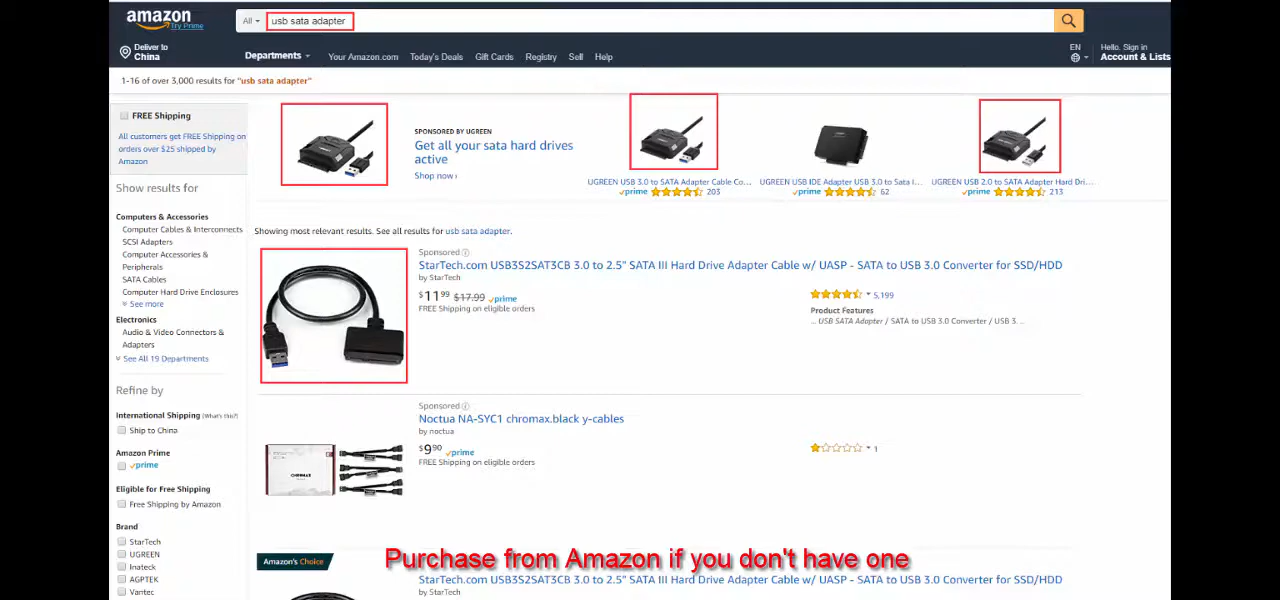 amazon
Try Prime
All
usb sata adapter
Deliver to
China
Departments
Your Amazon.com
Today's Deals
Gift Cards
Registry
Sell
Help
EN
Hello. Sign in
Account & Lists
1-16 of over 3,000 results for "usb sata adapter"
FREE Shipping
All customers get FREE Shipping on
orders over $25 shipped by
Amazon
Show results for
Computers & Accessories
Computer Cables & Interconnects
SCSI Adapters
Computer Accessories &
Peripherals
SATA Cables
Computer Hard Drive Enclosures
See more
Electronics
Audio & Video Connectors &
Adapters
See All 19 Departments
Refine by
International Shipping (What's this?)
Ship to China
Amazon Prime
prime
Eligible for Free Shipping
Free Shipping by Amazon
Brand
StarTech
UGREEN
Inateck
AGPTEK
Vantec
SPONSORED BY UGREEN
Get all your sata hard drives
active
Shop now ›
UGREEN USB 3.0 to SATA Adapter Cable Co...
prime 203
UGREEN USB IDE Adapter USB 3.0 to Sata I...
prime 62
UGREEN USB 2.0 to SATA Adapter Hard Dri...
prime 213
Showing most relevant results. See all results for usb sata adapter.
Sponsored
StarTech.com USB3S2SAT3CB 3.0 to 2.5" SATA III Hard Drive Adapter Cable w/ UASP - SATA to USB 3.0 Converter for SSD/HDD
by StarTech
$11 99 $17.99 prime
FREE Shipping on eligible orders
5,199
Product Features
... USB SATA Adapter / SATA to USB 3.0 Converter / USB 3. ...
Sponsored
Noctua NA-SYC1 chromax.black y-cables
by noctua
$9 90 prime
FREE Shipping on eligible orders
1
Amazon's Choice
Purchase from Amazon if you don't have one
StarTech.com USB3S2SAT3CB 3.0 to 2.5" SATA III Hard Drive Adapter Cable w/ UASP - SATA to USB 3.0 Converter for SSD/HDD
by StarTech